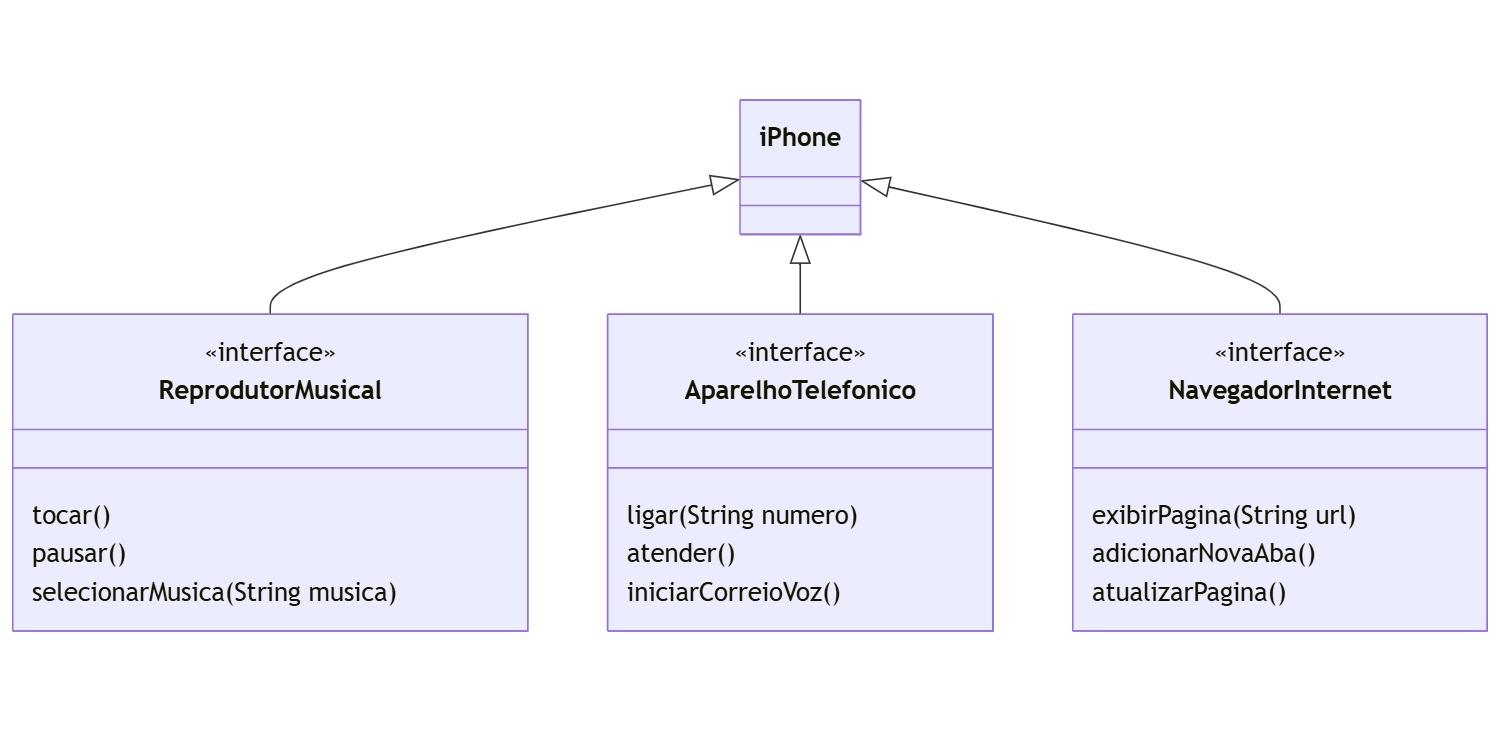 iPhone
«interface»
ReprodutorMusical
tocar()
pausar()
selecionarMusica(String musica)
«interface»
AparelhoTelefonico
ligar(String numero)
atender()
iniciarCorreioVoz()
«interface»
NavegadorInternet
exibirPagina(String url)
adicionarNovaAba()
atualizarPagina()